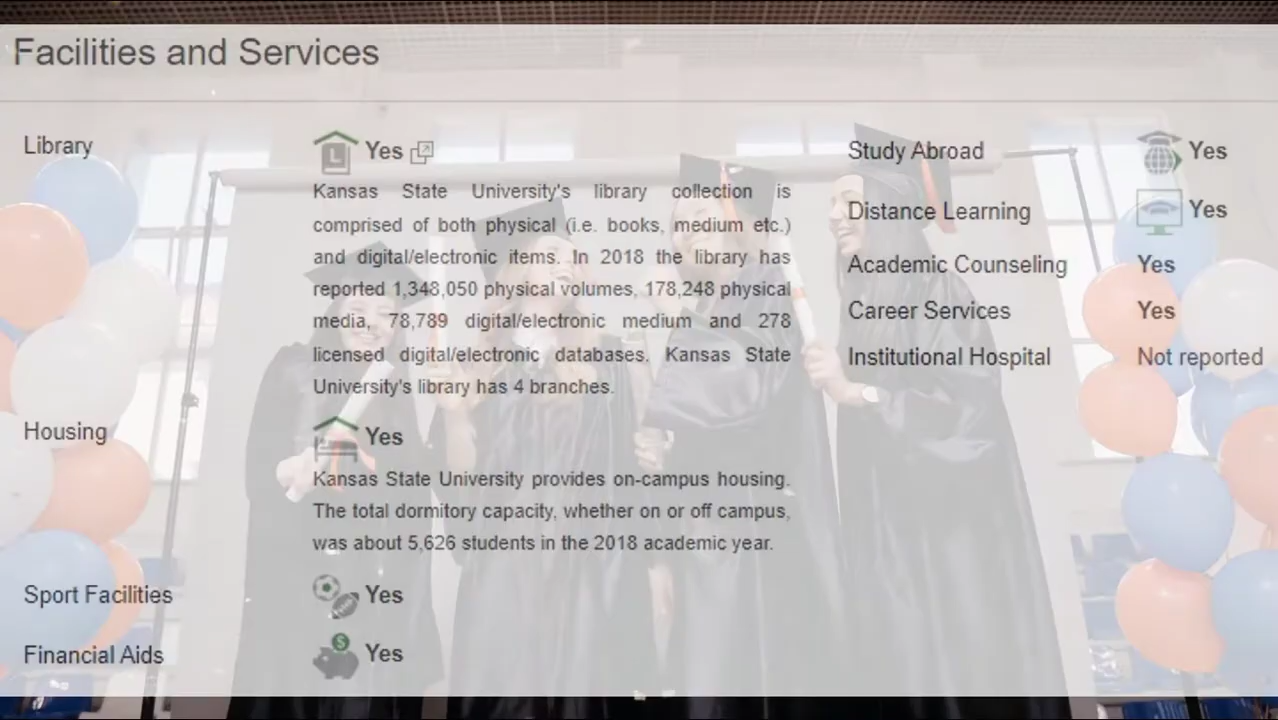 Facilities and Services
Library
Yes
Kansas State University's library collection is
comprised of both physical (i.e. books, medium etc.)
and digital/electronic items. In 2018 the library has
reported 1,348,050 physical volumes, 178,248 physical
media, 78,789 digital/electronic medium and 278
licensed digital/electronic databases. Kansas State
University's library has 4 branches.
Housing
Yes
Kansas State University provides on-campus housing.
The total dormitory capacity, whether on or off campus,
was about 5,626 students in the 2018 academic year.
Sport Facilities
Yes
Financial Aids
Yes
Study Abroad
Yes
Distance Learning
Yes
Academic Counseling
Yes
Career Services
Yes
Institutional Hospital
Not reported